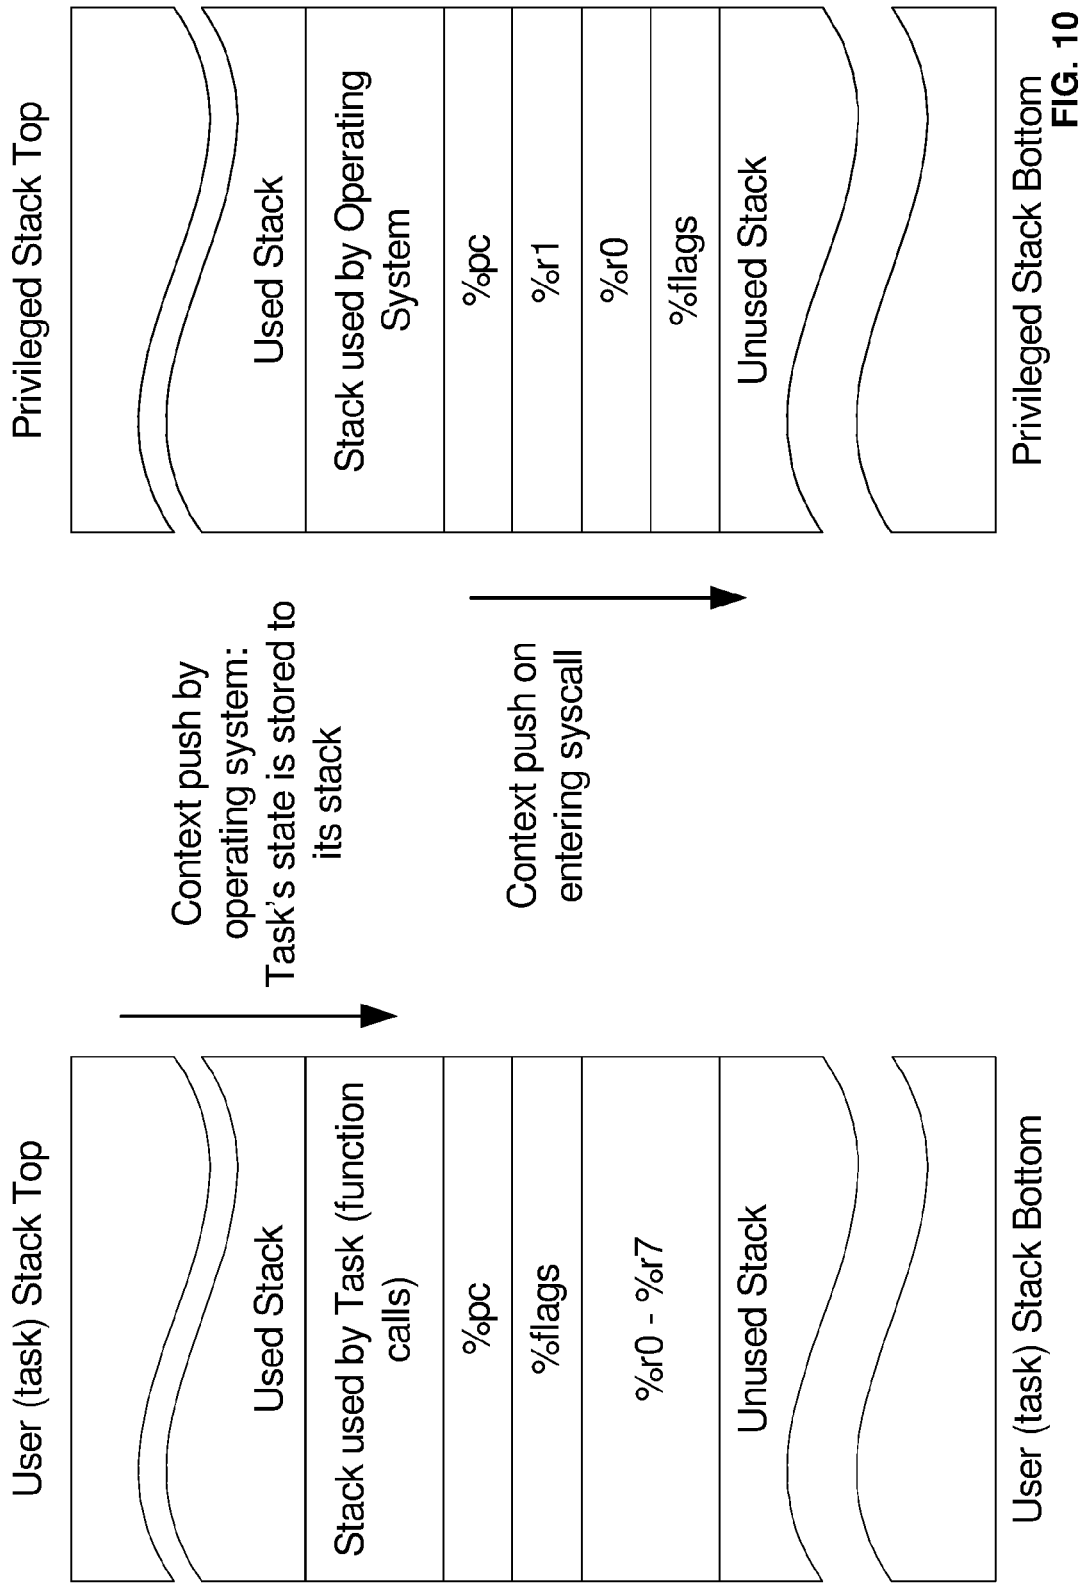 User (task) Stack Top
Used Stack
Stack used by Task (function
calls)
%pc
%flags
%r0 - %r7
Unused Stack
User (task) Stack Bottom
Context push by
operating system:
Task's state is stored to
its stack
Context push on
entering syscall
Privileged Stack Top
Used Stack
Stack used by Operating
System
%pc
%r1
%r0
%flags
Unused Stack
Privileged Stack Bottom
FIG. 10